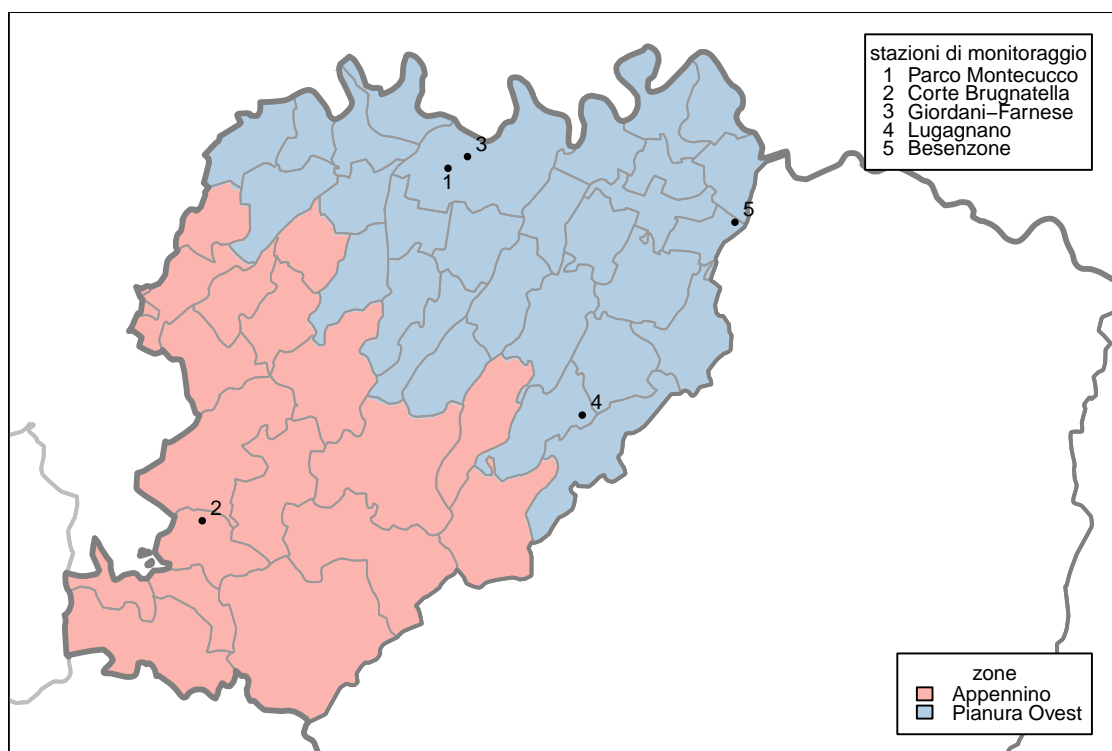 stazioni di monitoraggio
1 Parco Montecucco
2 Corte Brugnatella
3 Giordani−Farnese
4 Lugagnano
5 Besenzone
3
1
5
4
2
zone
Appennino
Pianura Ovest